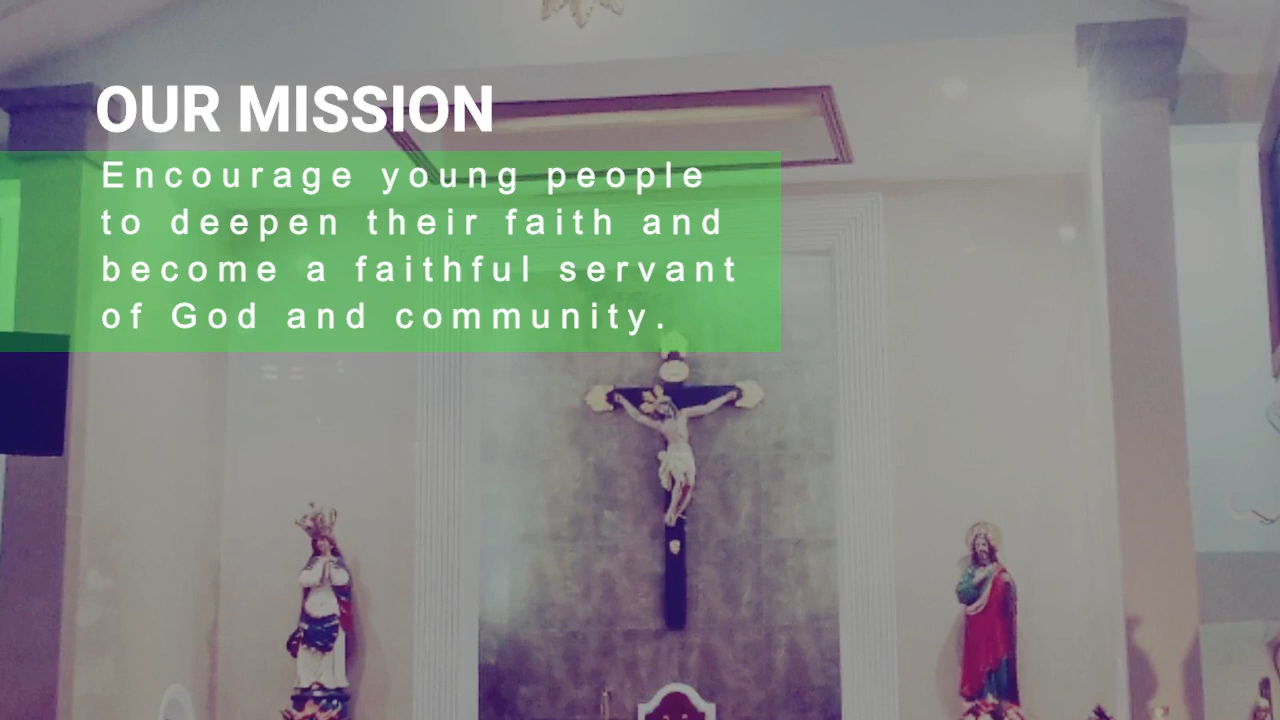 OUR MISSION
Encourage young people
to deepen their faith and
become a faithful servant
of God and community.